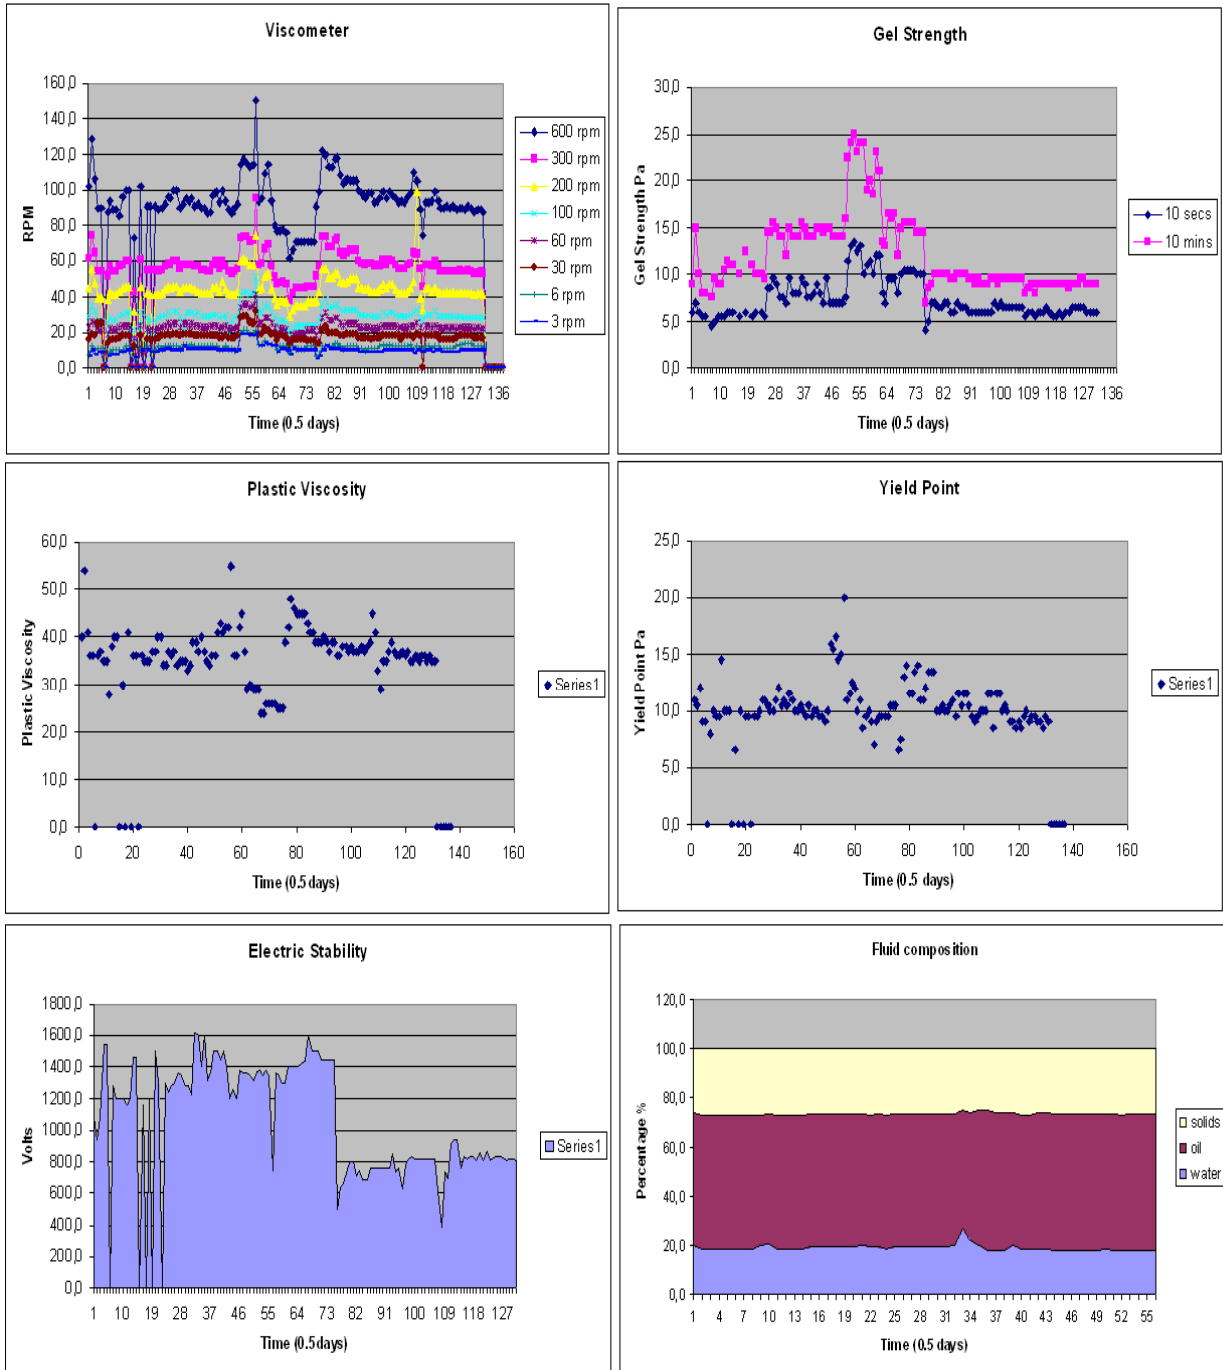 Viscometer
RPM
160,0
140,0
120,0
100,0
80,0
60,0
40,0
20,0
0,0
1 10 19 28 37 46 55 64 73 82 91 100 109 118 127 136
Time (0.5 days)
600 rpm
300 rpm
200 rpm
100 rpm
60 rpm
30 rpm
6 rpm
3 rpm
Gel Strength
Gel Strength Pa
30,0
25,0
20,0
15,0
10,0
5,0
0,0
1 10 19 28 37 46 55 64 73 82 91 100 109 118 127 136
Time (0.5 days)
10 secs
10 mins
Plastic Viscosity
Plastic Viscosity
60,0
50,0
40,0
30,0
20,0
10,0
0,0
0 20 40 60 80 100 120 140 160
Time (0.5 days)
Series1
Yield Point
Yield Point Pa
25,0
20,0
15,0
10,0
5,0
0,0
0 20 40 60 80 100 120 140 160
Time (0.5 days)
Series1
Electric Stability
Volts
1800,0
1600,0
1400,0
1200,0
1000,0
800,0
600,0
400,0
200,0
0,0
1 10 19 28 37 46 55 64 73 82 91 100 109 118 127
Time (0.5days)
Series1
Fluid composition
Percentage %
120,0
100,0
80,0
60,0
40,0
20,0
0,0
1 4 7 10 13 16 19 22 25 28 31 34 37 40 43 46 49 52 55
Time (0.5 days)
solids
oil
water